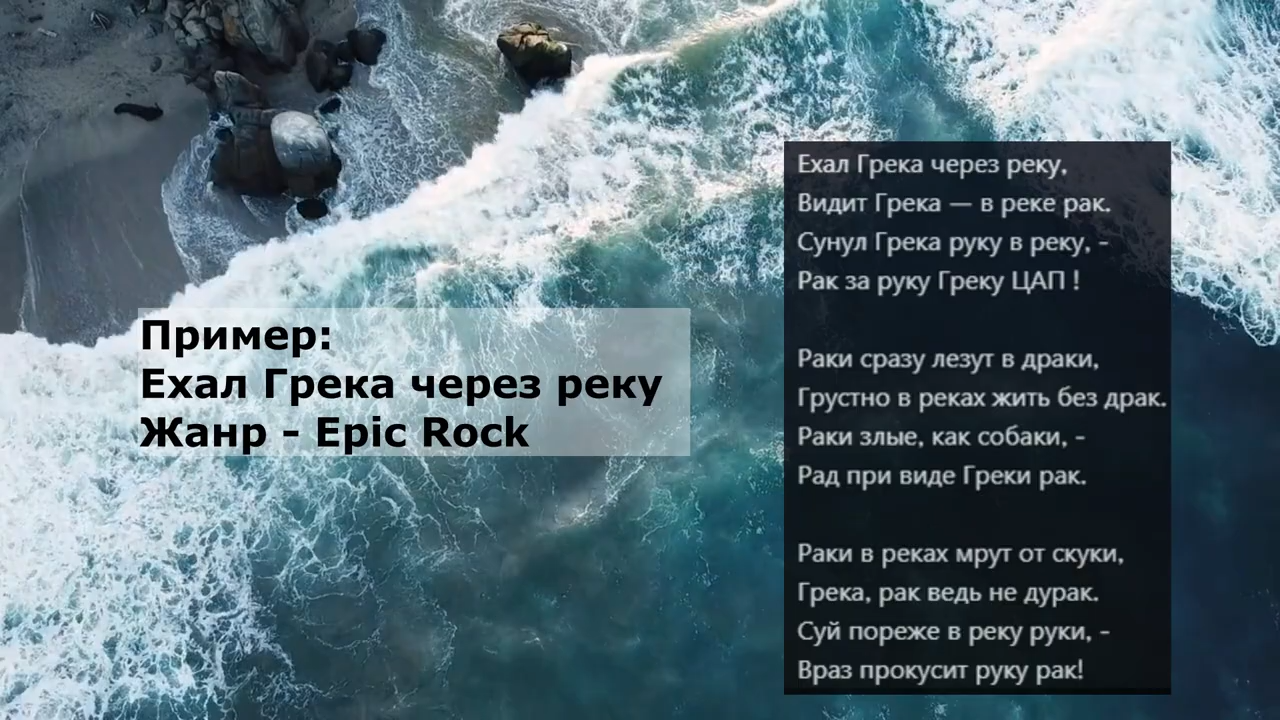 Пример:
Ехал Грека через реку
Жанр - Epic Rock
Ехал Грека через реку,
Видит Грека — в реке рак.
Сунул Грека руку в реку, -
Рак за руку Греку ЦАП !
Раки сразу лезут в драки,
Грустно в реках жить без драк.
Раки злые, как собаки, -
Рад при виде Греки рак.
Раки в реках мрут от скуки,
Грека, рак ведь не дурак.
Суй пореже в реку руки, -
Враз прокусит руку рак!